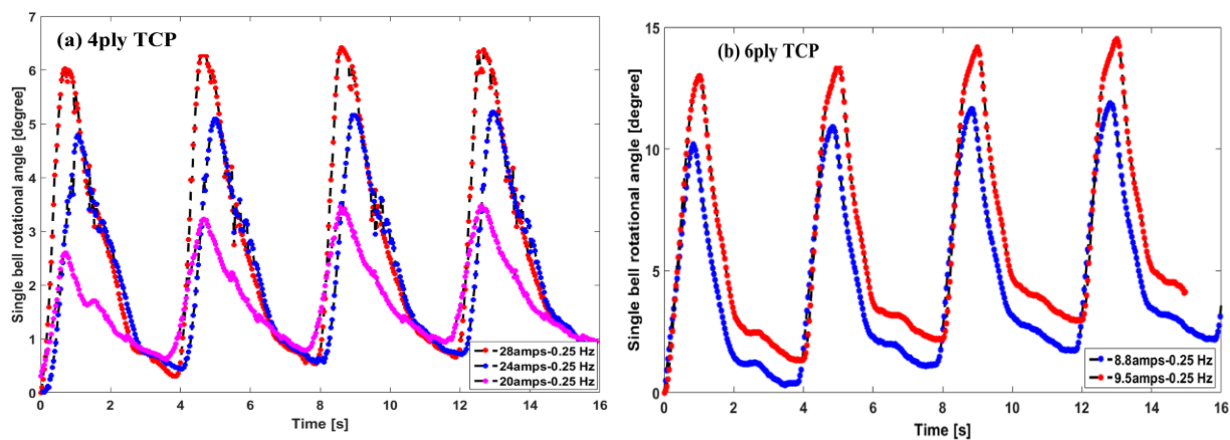 (a) 4ply TCP
Single bell rotational angle [degree]
7
6
5
4
3
2
1
0
0 2 4 6 8 10 12 14 16
Time [s]
28amps-0.25 Hz
24amps-0.25 Hz
20amps-0.25 Hz
(b) 6ply TCP
Single bell rotational angle [degree]
15
10
5
0
0 2 4 6 8 10 12 14 16
Time [s]
8.8amps-0.25 Hz
9.5amps-0.25 Hz